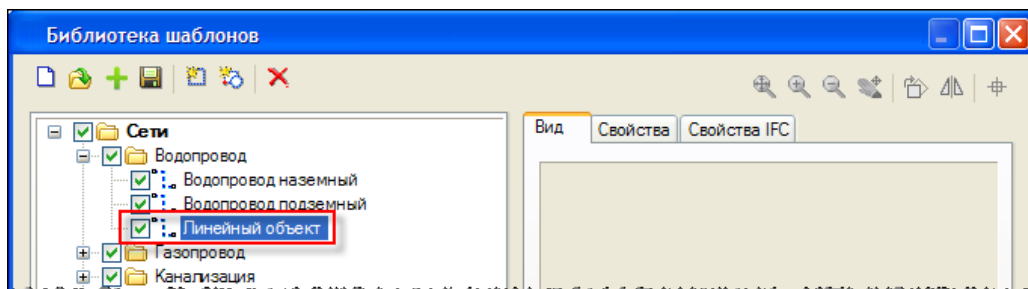 Библиотека шаблонов
Вид Свойства Свойства IFC
Сети
Водопровод
Водопровод наземный
Водопровод подземный
Линейный объект
Газопровод
Канализация